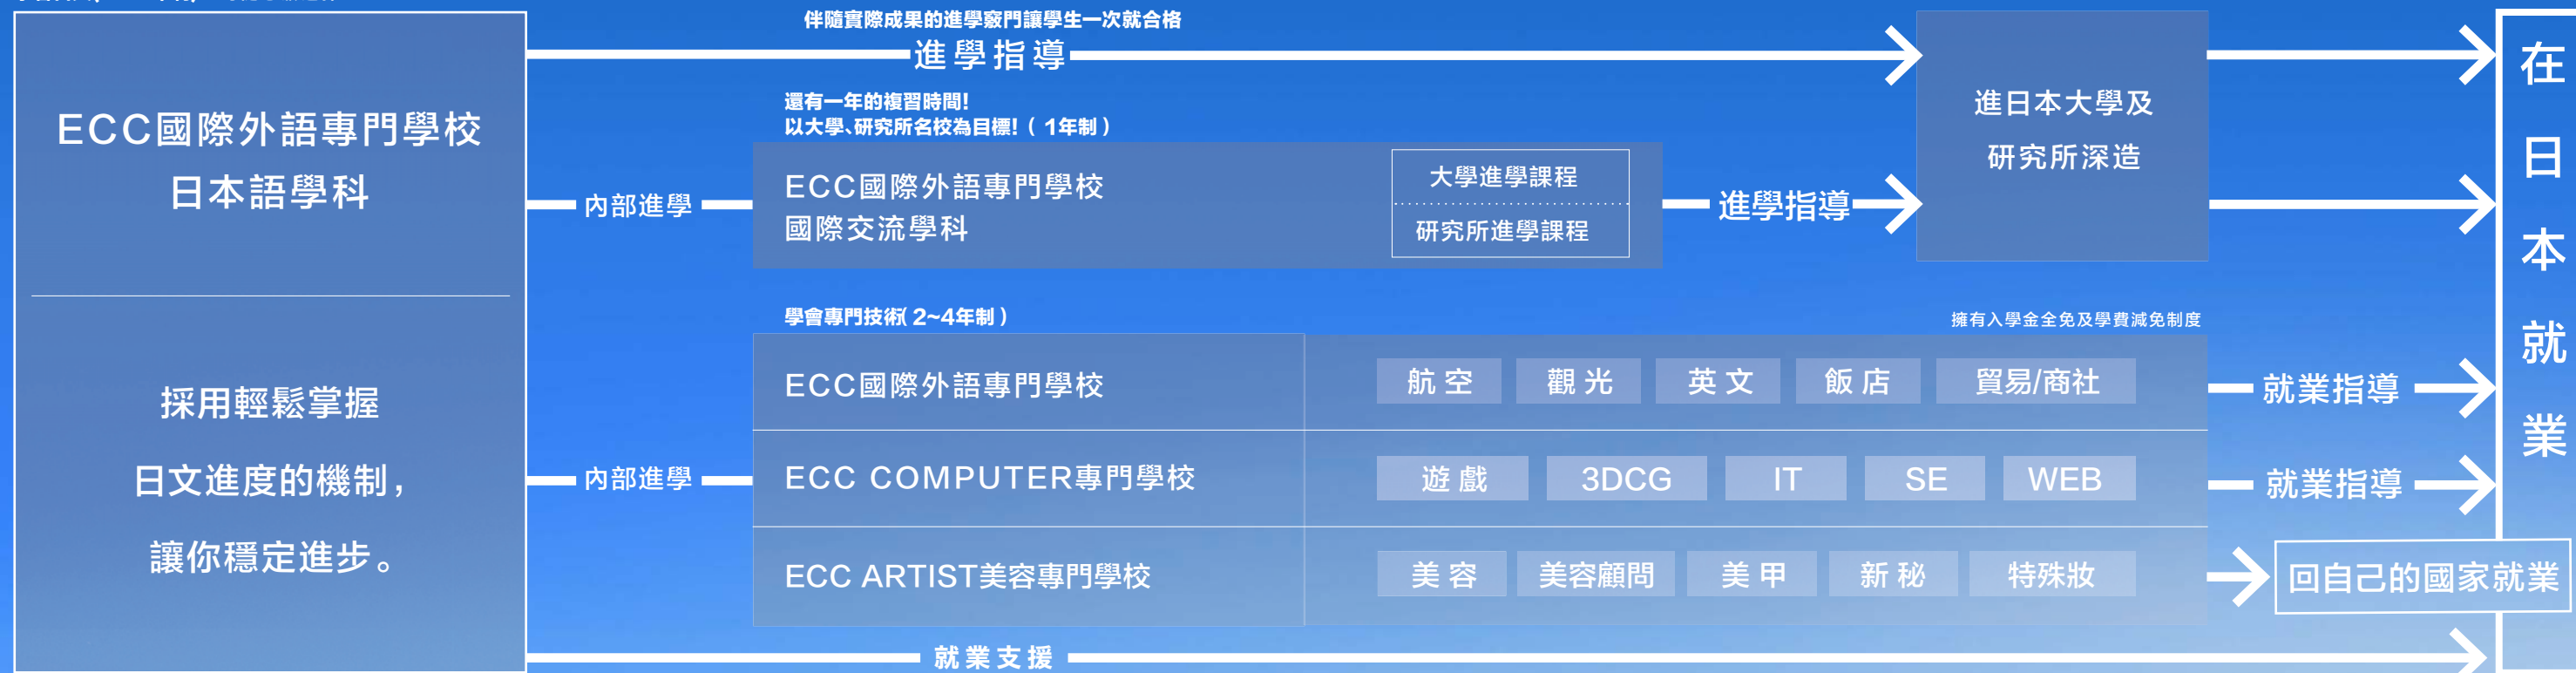 ECC國際外語專門學校
日本語學科
採用輕鬆掌握
日文進度的機制，
讓你穩定進步。
伴隨實際成果的進學竅門讓學生一次就合格
進學指導
進日本大學及
研究所深造
還有一年的複習時間!
以大學、研究所名校為目標!（1年制）
內部進學
ECC國際外語專門學校
國際交流學科
大學進學課程
研究所進學課程
進學指導
學會專門技術(2~4年制)
擁有入學金全免及學費減免制度
內部進學
ECC國際外語專門學校
航空
觀光
英文
飯店
貿易/商社
就業指導
ECC COMPUTER專門學校
遊戲
3DCG
IT
SE
WEB
就業指導
ECC ARTIST美容專門學校
美容
美容顧問
美甲
新秘
特殊妝
回自己的國家就業
就業支援
在日本就業